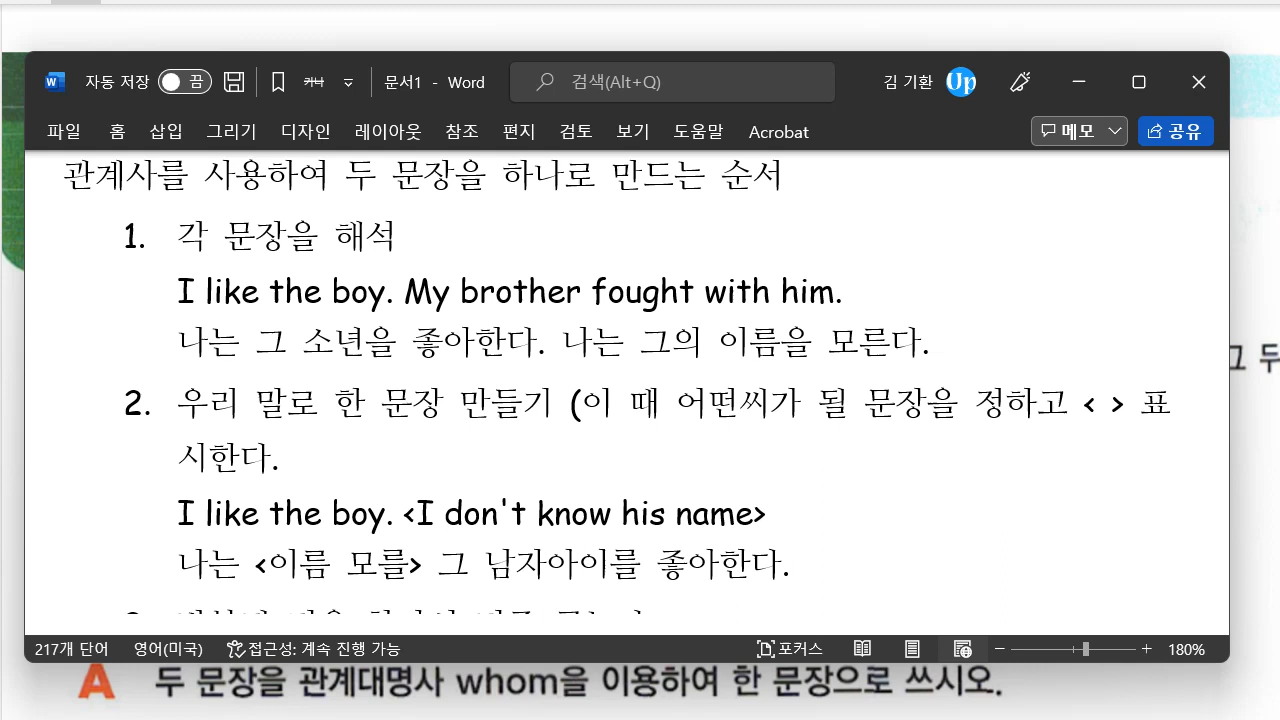 자동 저장 끔 가나 문서1 - Word 검색(Alt+Q) 김 기환 Up
파일 홈 삽입 그리기 디자인 레이아웃 참조 편지 검토 보기 도움말 Acrobat 메모 공유
관계사를 사용하여 두 문장을 하나로 만드는 순서
1. 각 문장을 해석
I like the boy. My brother fought with him.
나는 그 소년을 좋아한다. 나는 그의 이름을 모른다.
그 두
2. 우리 말로 한 문장 만들기 (이 때 어떤씨가 될 문장을 정하고 < > 표
시한다.
I like the boy. <I don't know his name>
나는 <이름 모를> 그 남자아이를 좋아한다.
217개 단어 영어(미국) 접근성: 계속 진행 가능 포커스 180%
A 두 문장을 관계대명사 whom을 이용하여 한 문장으로 쓰시오.